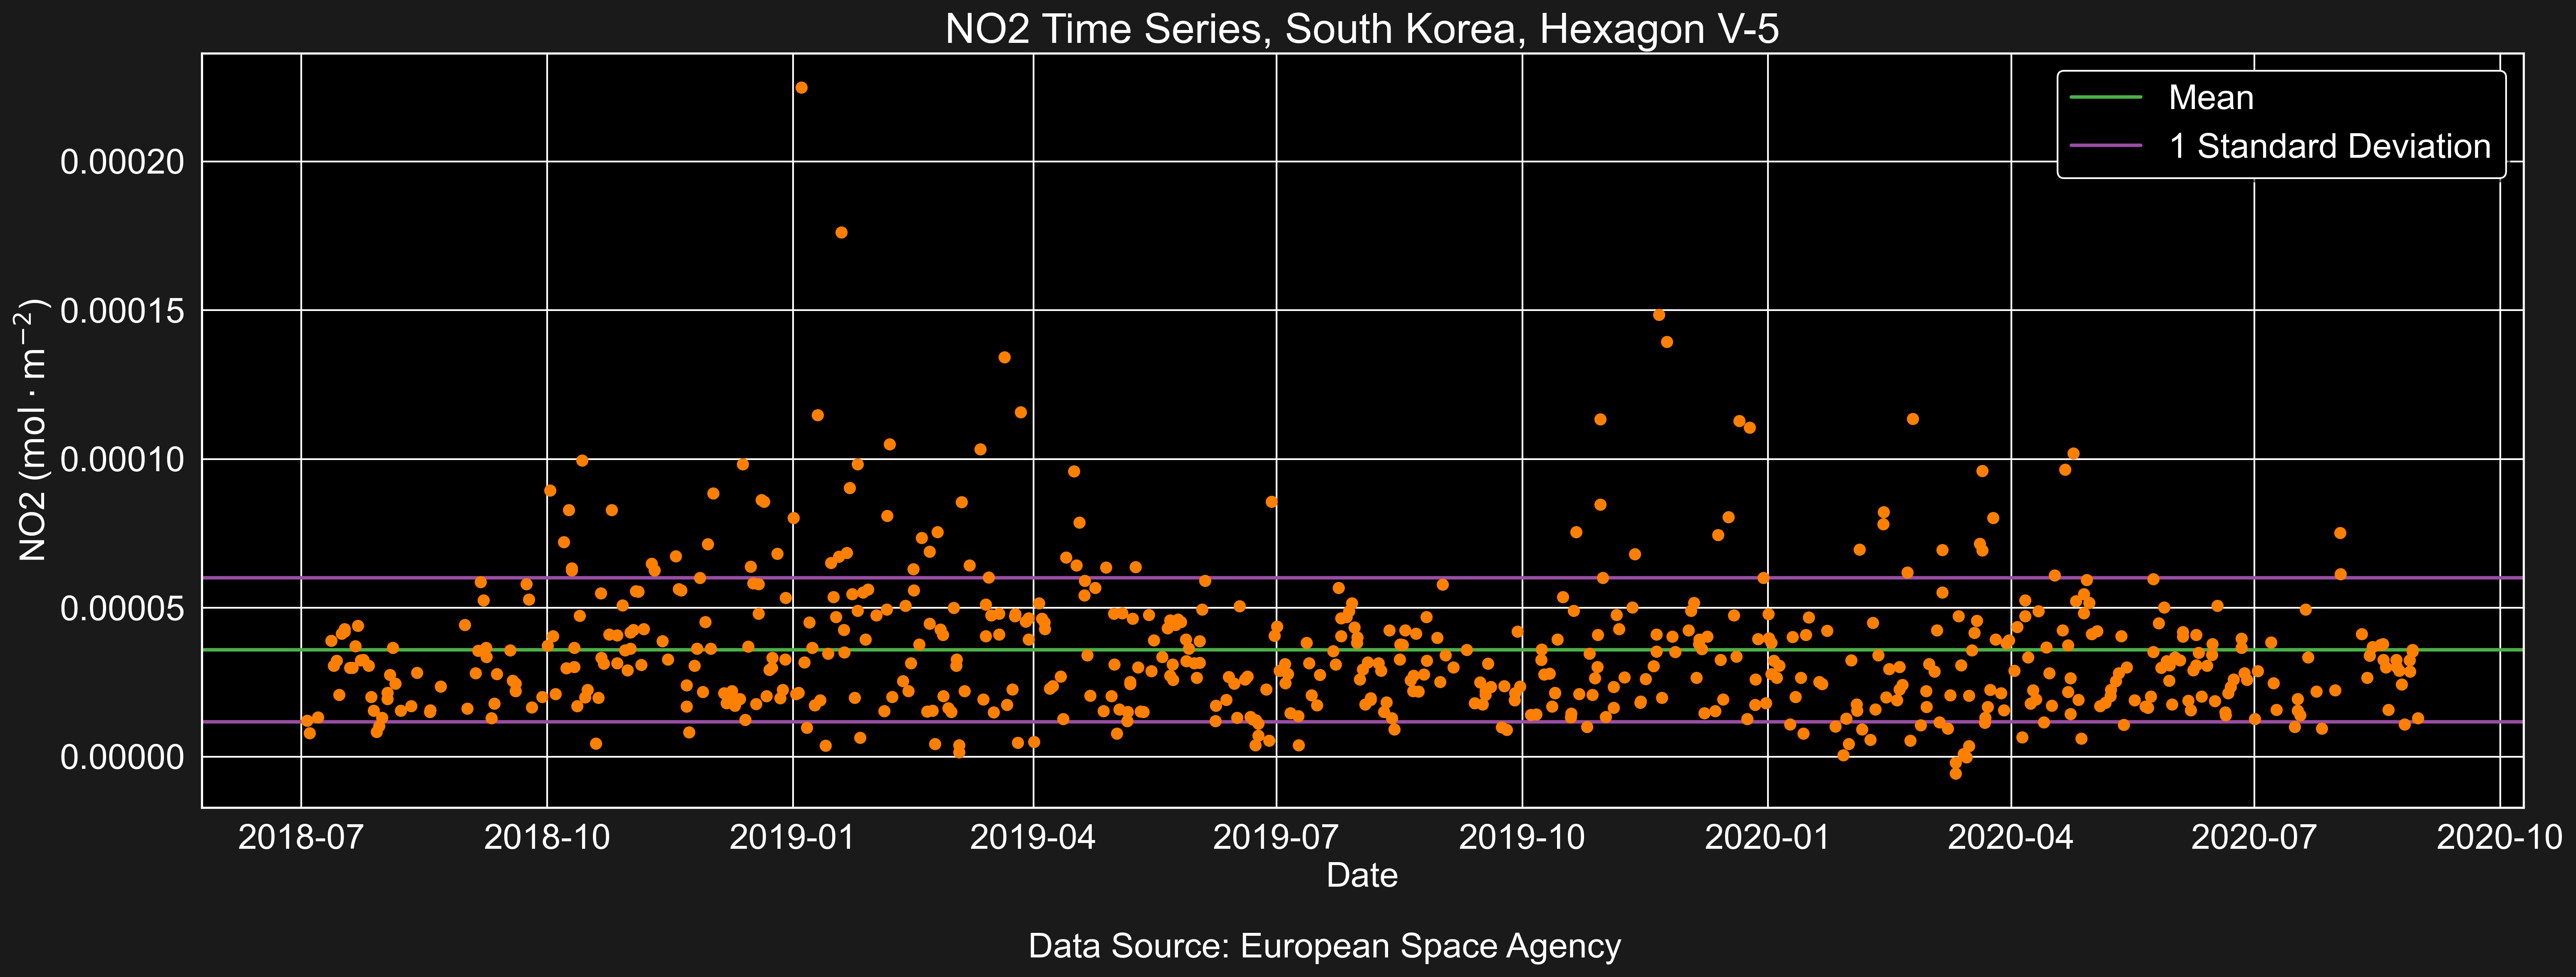 NO2 Time Series, South Korea, Hexagon V-5
Mean
1 Standard Deviation
NO2 (mol · m⁻²)
0.00020
0.00015
0.00010
0.00005
0.00000
2018-07
2018-10
2019-01
2019-04
2019-07
2019-10
2020-01
2020-04
2020-07
2020-10
Date
Data Source: European Space Agency